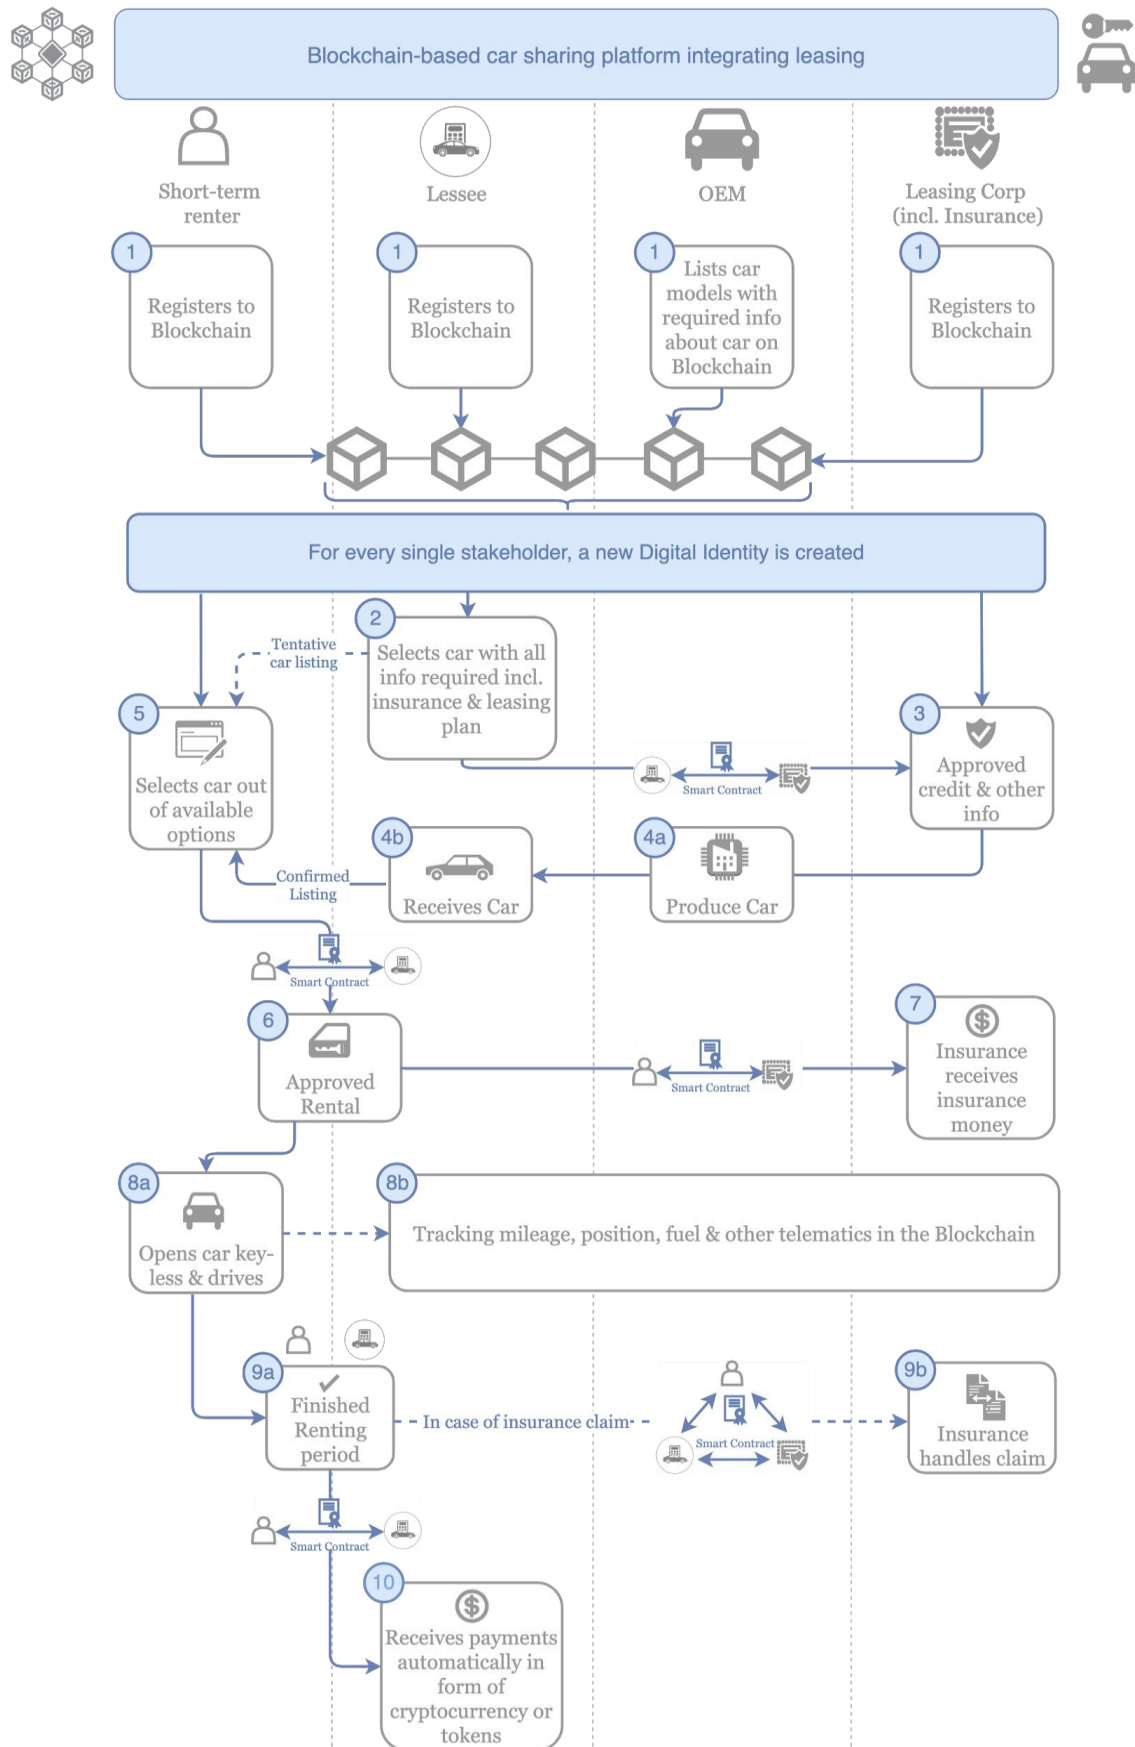 Blockchain-based car sharing platform integrating leasing
Short-term
renter
Lessee
OEM
Leasing Corp
(incl. Insurance)
1
Registers to
Blockchain
1
Registers to
Blockchain
1
Lists car
models with
required info
about car on
Blockchain
1
Registers to
Blockchain
For every single stakeholder, a new Digital Identity is created
2
Selects car with all
info required incl.
insurance & leasing
plan
Tentative
car listing
5
Selects car out
of available
options
Smart Contract
3
Approved
credit & other
info
4b
Receives Car
4a
Produce Car
Confirmed
Listing
Smart Contract
6
Approved
Rental
Smart Contract
7
Insurance
receives
insurance
money
8a
Opens car key-
less & drives
8b
Tracking mileage, position, fuel & other telematics in the Blockchain
9a
Finished
Renting
period
In case of insurance claim
Smart Contract
9b
Insurance
handles claim
Smart Contract
10
Receives payments
automatically in
form of
cryptocurrency or
tokens